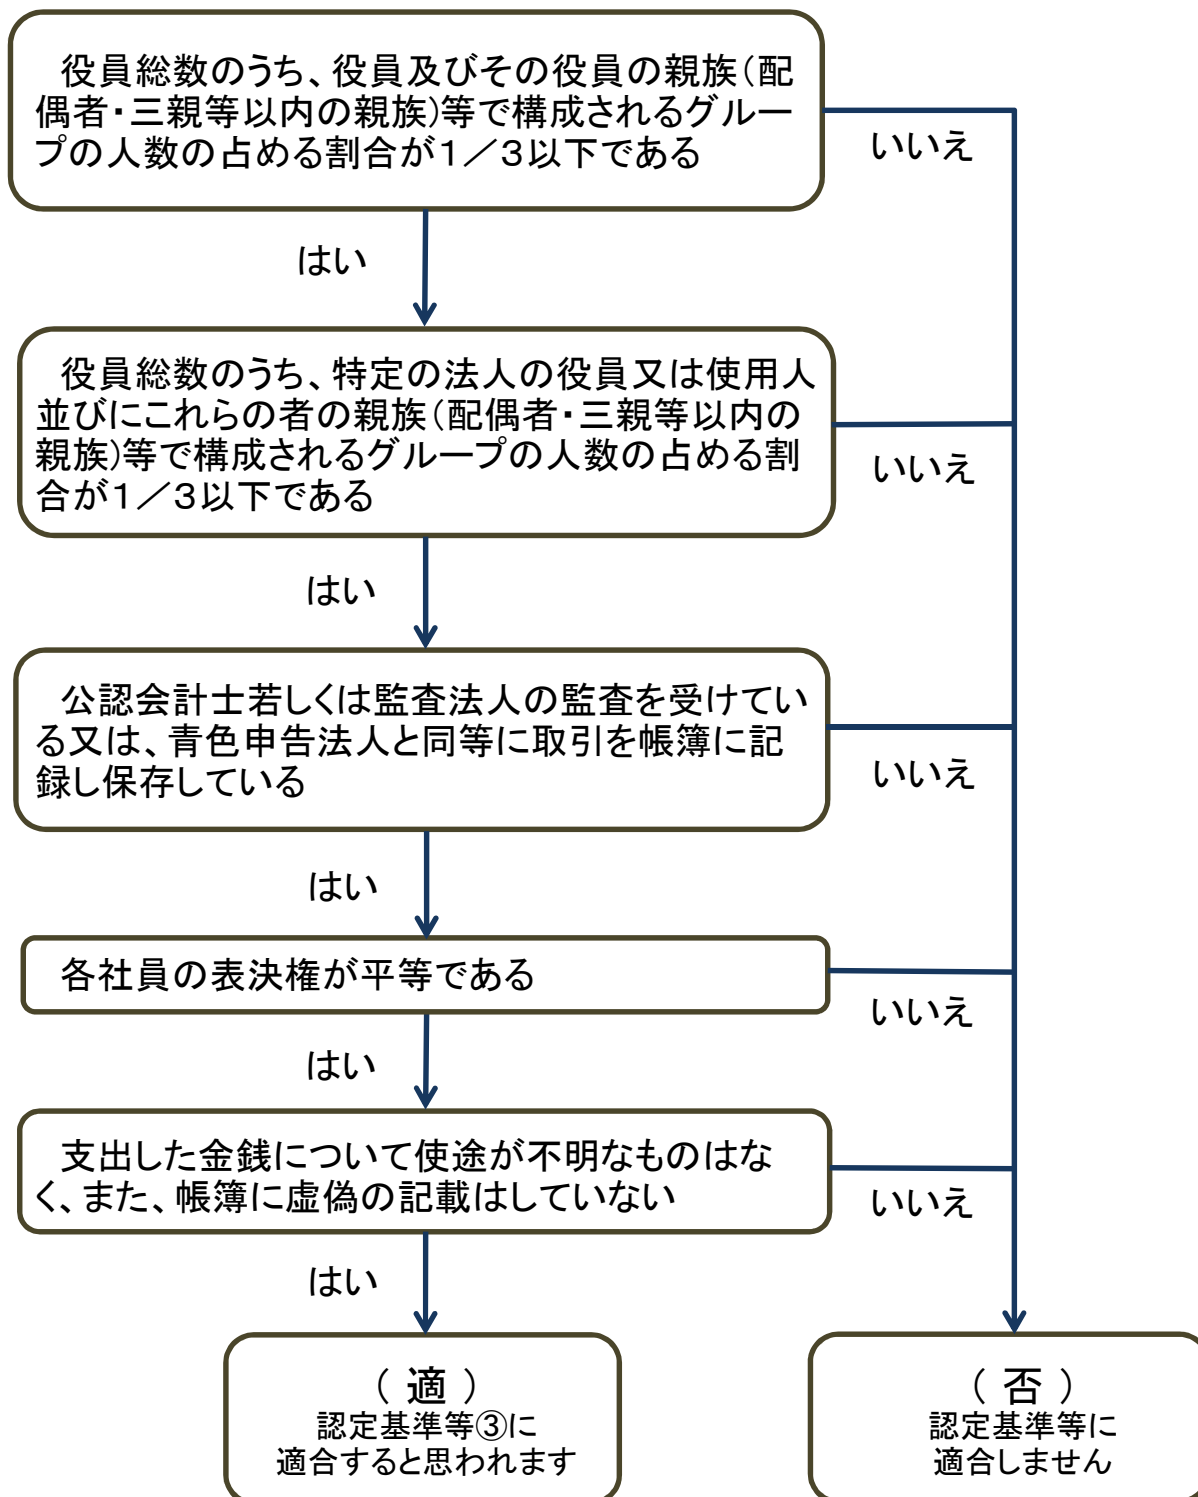 役員総数のうち、役員及びその役員の親族(配
偶者・三親等以内の親族)等で構成されるグルー
プの人数の占める割合が1／3以下である
いいえ
はい
役員総数のうち、特定の法人の役員又は使用人
並びにこれらの者の親族(配偶者・三親等以内の
親族)等で構成されるグループの人数の占める割
合が1／3以下である
いいえ
はい
公認会計士若しくは監査法人の監査を受けてい
る又は、青色申告法人と同等に取引を帳簿に記
録し保存している
いいえ
はい
各社員の表決権が平等である
いいえ
はい
支出した金銭について使途が不明なものはな
く、また、帳簿に虚偽の記載はしていない
いいえ
はい
( 適 )
認定基準等③に
適合すると思われます
( 否 )
認定基準等に
適合しません